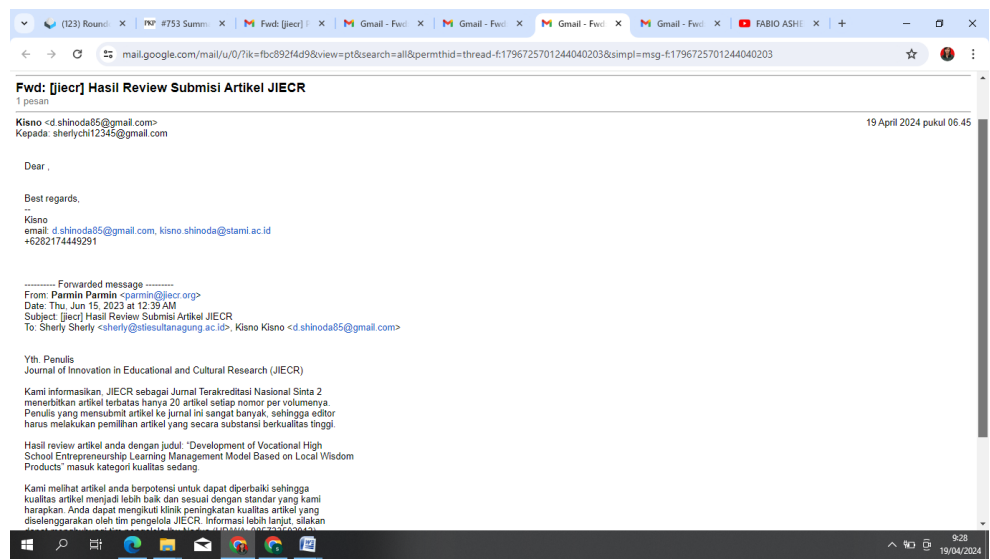 (123) Round
#753 Summ
Fwd: [jiecr]
Gmail - Fwd
Gmail - Fwd
Gmail - Fwd
Gmail - Fwd
FABIO ASHE
mail.google.com/mail/u/0/?ik=fbc892f4d9&view=pt&search=all&permthid=thread-f:1796725701244040203&simpl=msg-f:1796725701244040203
Fwd: [jiecr] Hasil Review Submisi Artikel JIECR
1 pesan
Kisno <d.shinoda85@gmail.com> 19 April 2024 pukul 06.45
Kepada: sherlychi12345@gmail.com
Dear ,
Best regards,
--
Kisno
email: d.shinoda85@gmail.com, kisno.shinoda@stami.ac.id
+6282174449291
---------- Forwarded message ---------
From: Parmin Parmin <parmin@jiecr.org>
Date: Thu, Jun 15, 2023 at 12:39 AM
Subject: [jiecr] Hasil Review Submisi Artikel JIECR
To: Sherly Sherly <sherly@stiesultanagung.ac.id>, Kisno Kisno <d.shinoda85@gmail.com>
Yth. Penulis
Journal of Innovation in Educational and Cultural Research (JIECR)
Kami informasikan, JIECR sebagai Jurnal Terakreditasi Nasional Sinta 2
menerbitkan artikel terbatas hanya 20 artikel setiap nomor per volumenya.
Penulis yang mensubmit artikel ke jurnal ini sangat banyak, sehingga editor
harus melakukan pemilihan artikel yang secara substansi berkualitas tinggi.
Hasil review artikel anda dengan judul: “Development of Vocational High
School Entrepreneurship Learning Management Model Based on Local Wisdom
Products” masuk kategori kualitas sedang.
Kami melihat artikel anda berpotensi untuk dapat diperbaiki sehingga
kualitas artikel menjadi lebih baik dan sesuai dengan standar yang kami
harapkan. Anda dapat mengikuti klinik peningkatan kualitas artikel yang
diselenggarakan oleh tim pengelola JIECR. Informasi lebih lanjut, silakan
9:28
19/04/2024